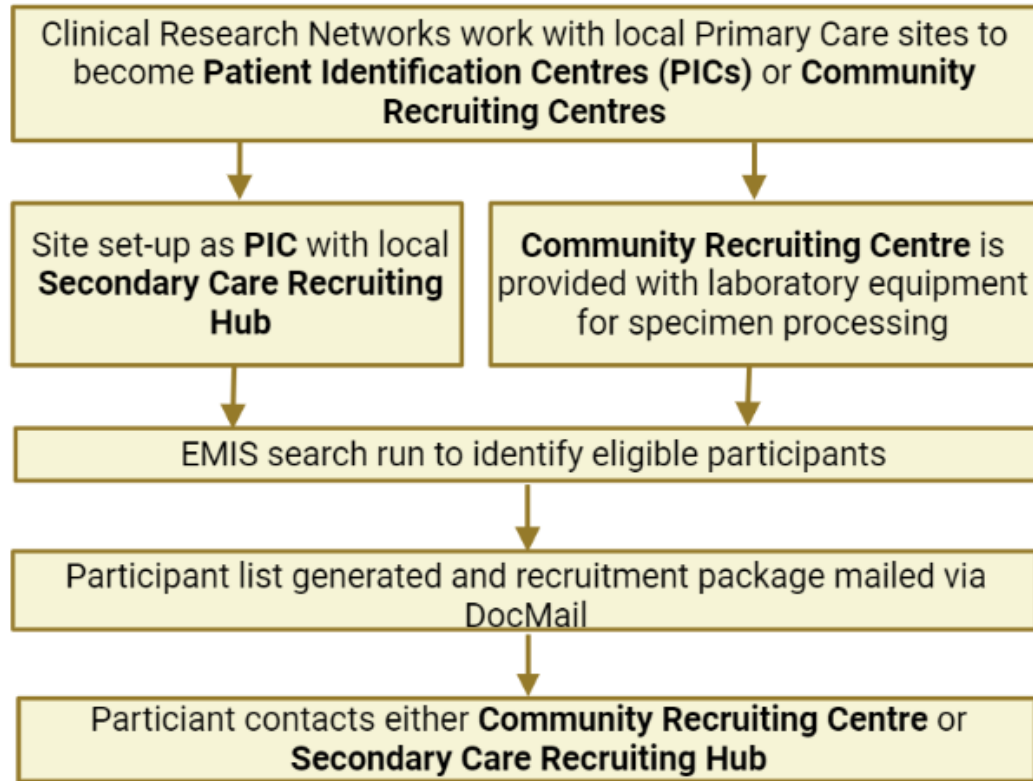 Clinical Research Networks work with local Primary Care sites to
become Patient Identification Centres (PICs) or Community
Recruiting Centres
Site set-up as PIC with local
Secondary Care Recruiting
Hub
Community Recruiting Centre is
provided with laboratory equipment
for specimen processing
EMIS search run to identify eligible participants
Participant list generated and recruitment package mailed via
DocMail
Particiant contacts either Community Recruiting Centre or
Secondary Care Recruiting Hub